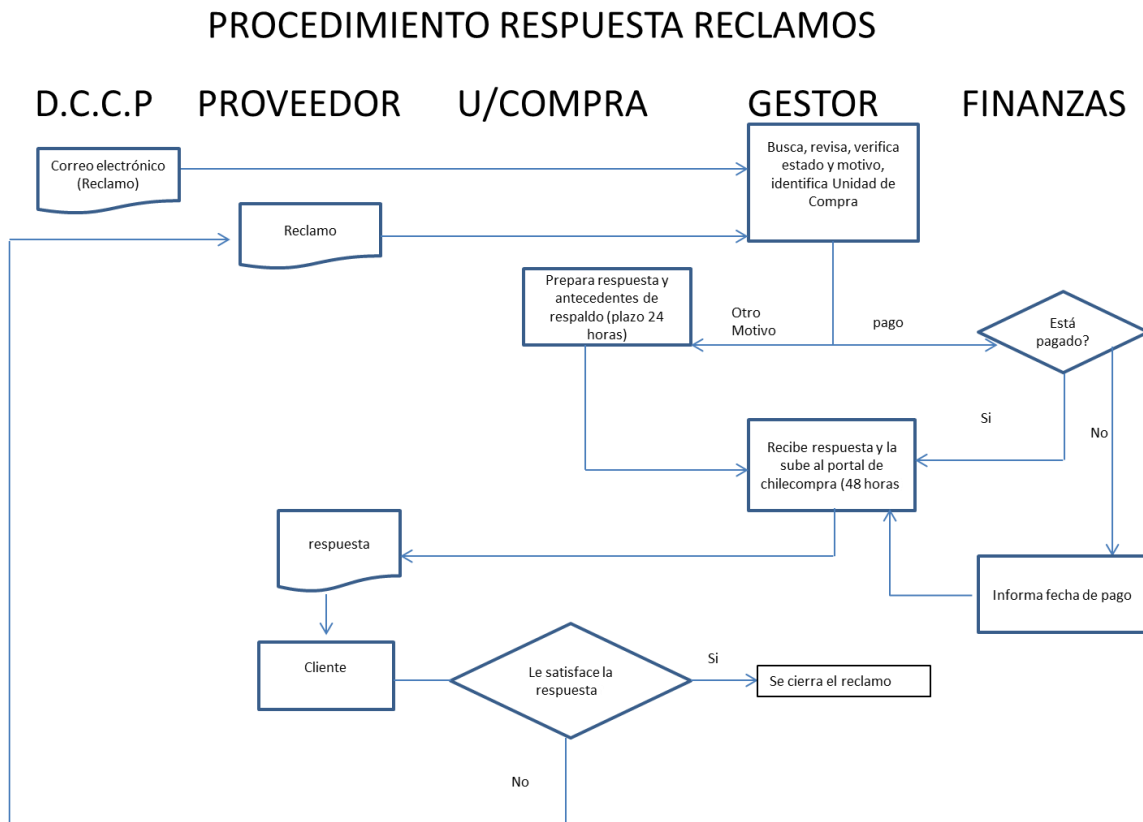 PROCEDIMIENTO RESPUESTA RECLAMOS
D.C.C.P PROVEEDOR U/COMPRA GESTOR FINANZAS
Correo electrónico
(Reclamo)
Busca, revisa, verifica
estado y motivo,
identifica Unidad de
Compra
Reclamo
Prepara respuesta y
antecedentes de
respaldo (plazo 24
horas)
Otro
Motivo
pago
Está
pagado?
Si
No
Recibe respuesta y la
sube al portal de
chilecompra (48 horas
respuesta
Informa fecha de pago
Cliente
Le satisface la
respuesta
Si
Se cierra el reclamo
No